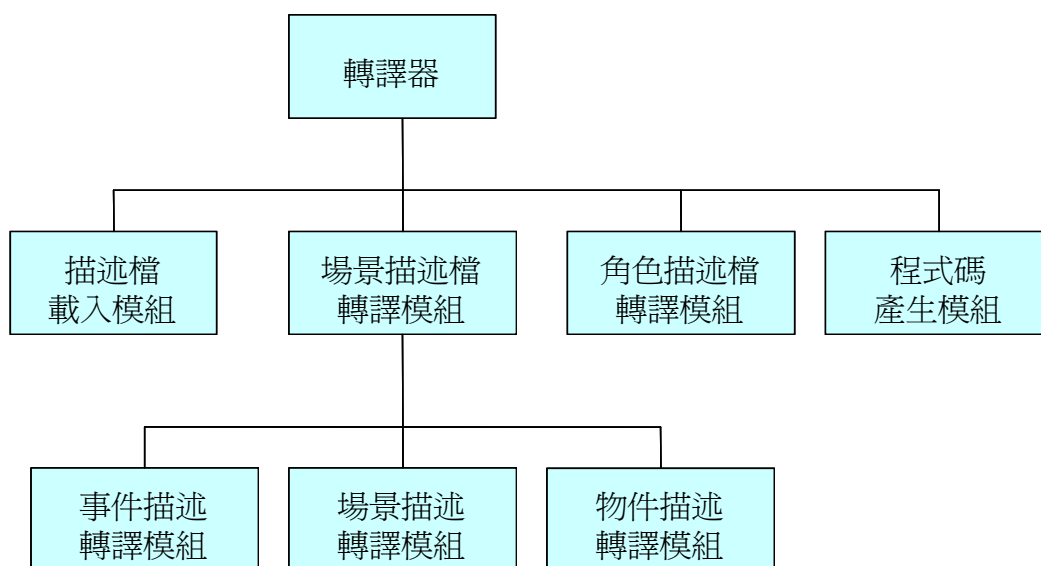 轉譯器
描述檔
載入模組
場景描述檔
轉譯模組
角色描述檔
轉譯模組
程式碼
產生模組
事件描述
轉譯模組
場景描述
轉譯模組
物件描述
轉譯模組